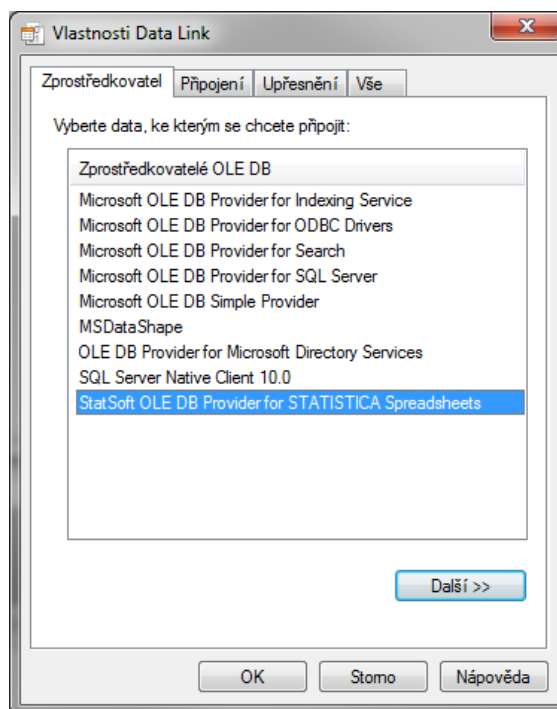 Vlastnosti Data Link
Zprostředkovatel Připojení Upřesnění Vše
Vyberte data, ke kterým se chcete připojit:
Zprostředkovatelé OLE DB
Microsoft OLE DB Provider for Indexing Service
Microsoft OLE DB Provider for ODBC Drivers
Microsoft OLE DB Provider for Search
Microsoft OLE DB Provider for SQL Server
Microsoft OLE DB Simple Provider
MSDataShape
OLE DB Provider for Microsoft Directory Services
SQL Server Native Client 10.0
StatSoft OLE DB Provider for STATISTICA Spreadsheets
Další >>
OK Storno Nápověda